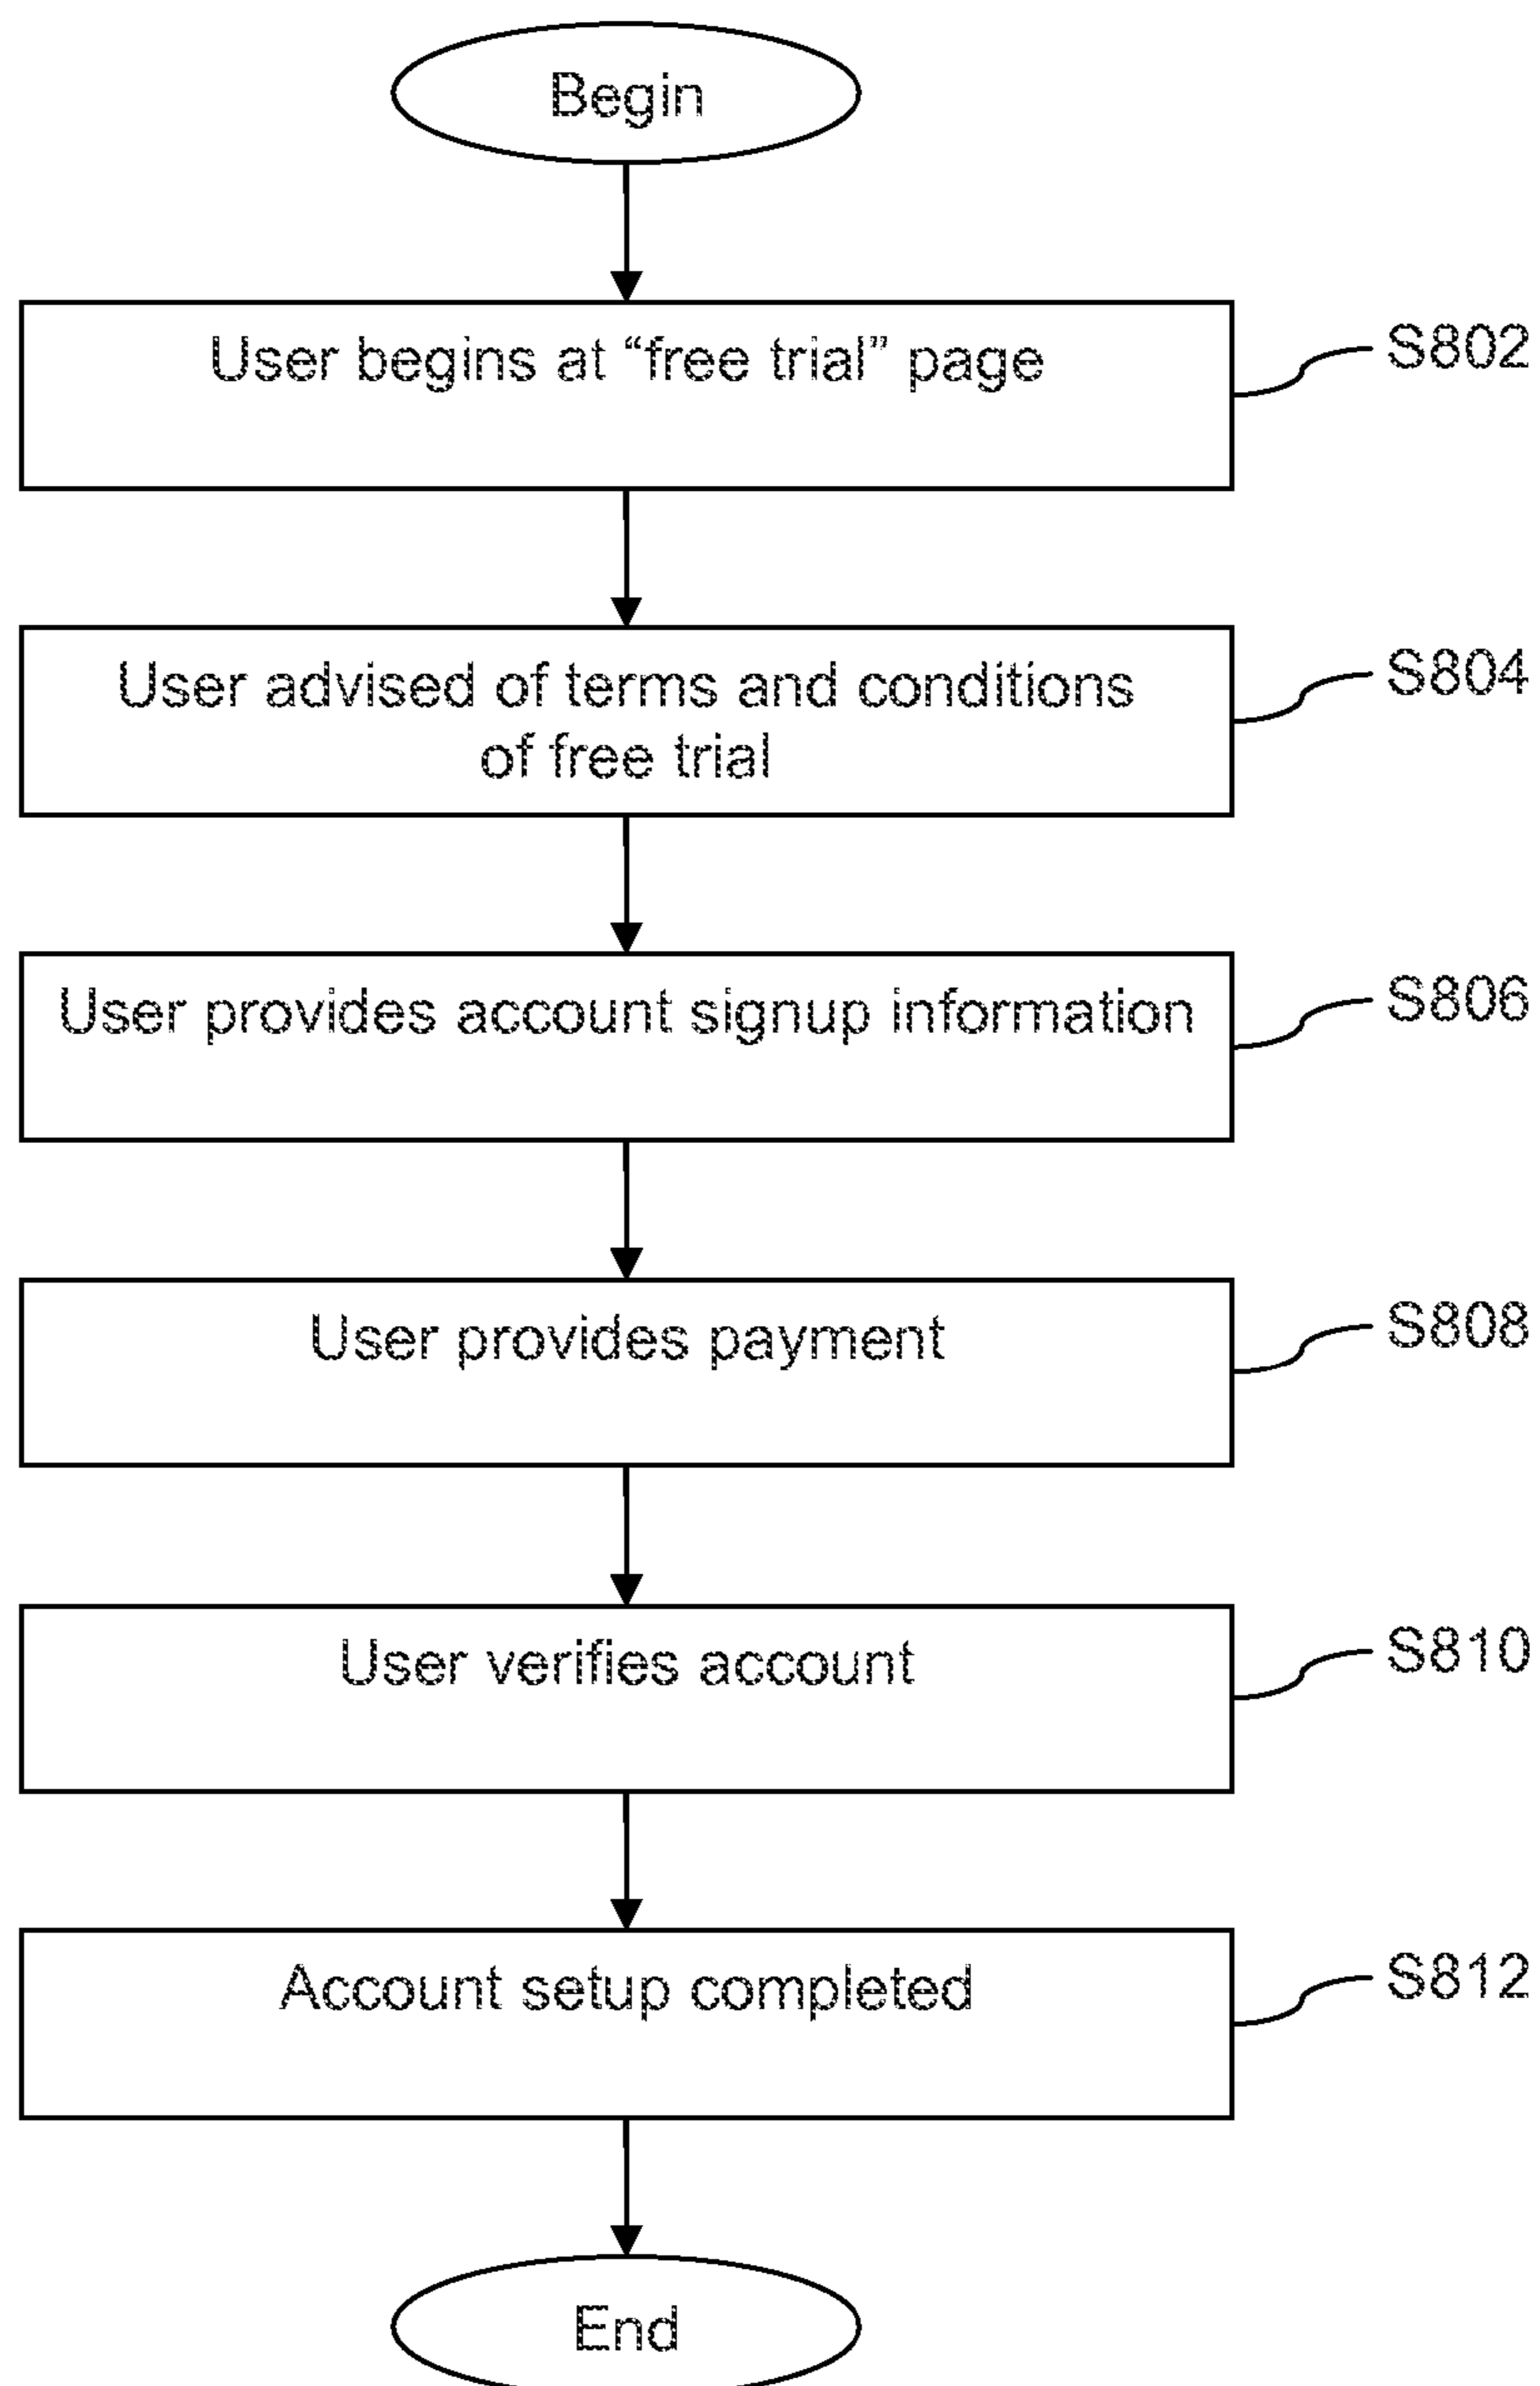 Begin
User begins at “free trial” page
S802
User advised of terms and conditions
of free trial
S804
User provides account signup information
S806
User provides payment
S808
User verifies account
S810
Account setup completed
S812
End